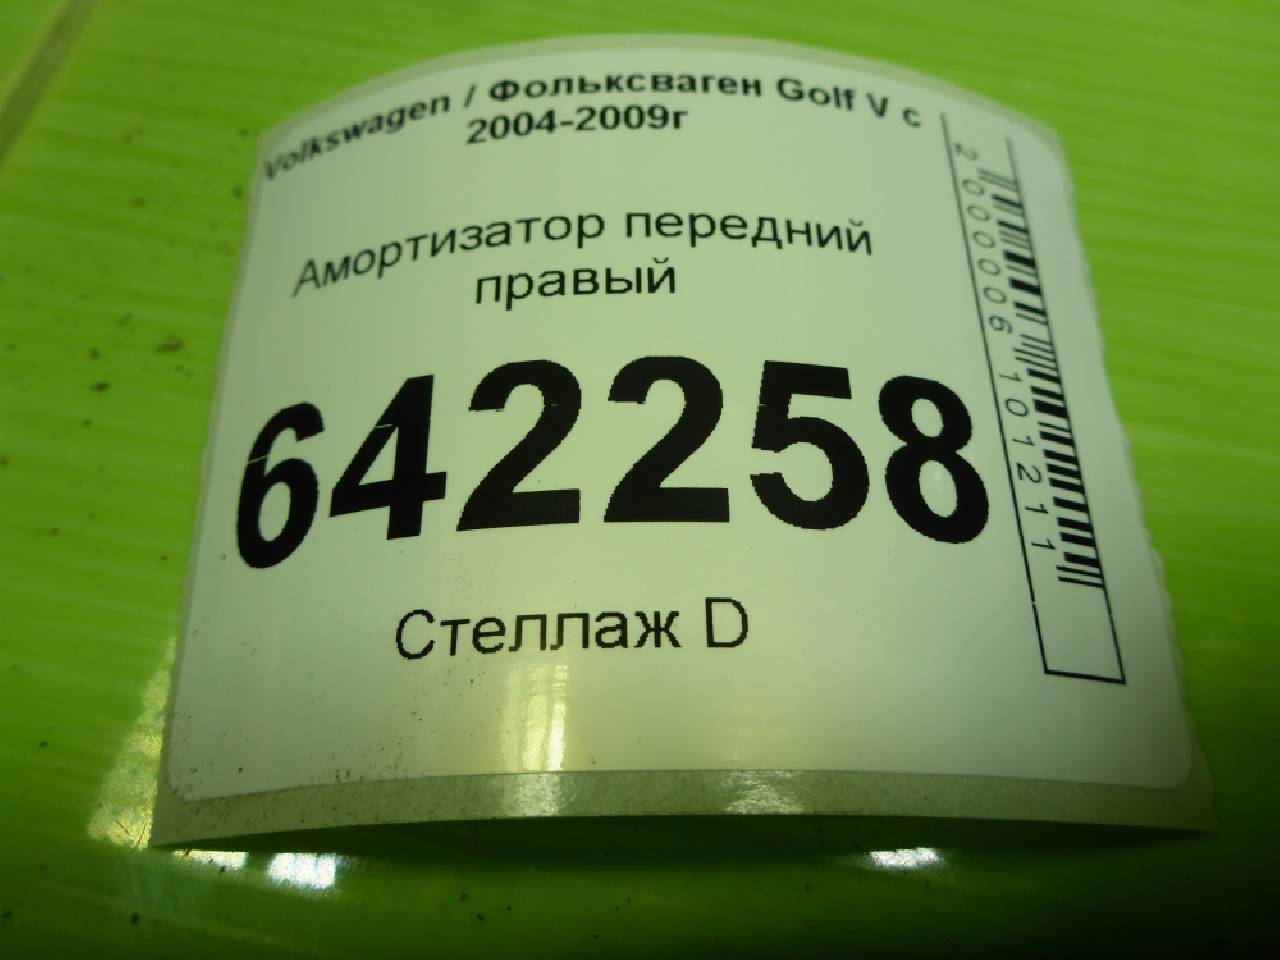 Volkswagen / Фольксваген Golf V с
2004-2009г
Амортизатор передний
правый
642258
Стеллаж D
2000006101211